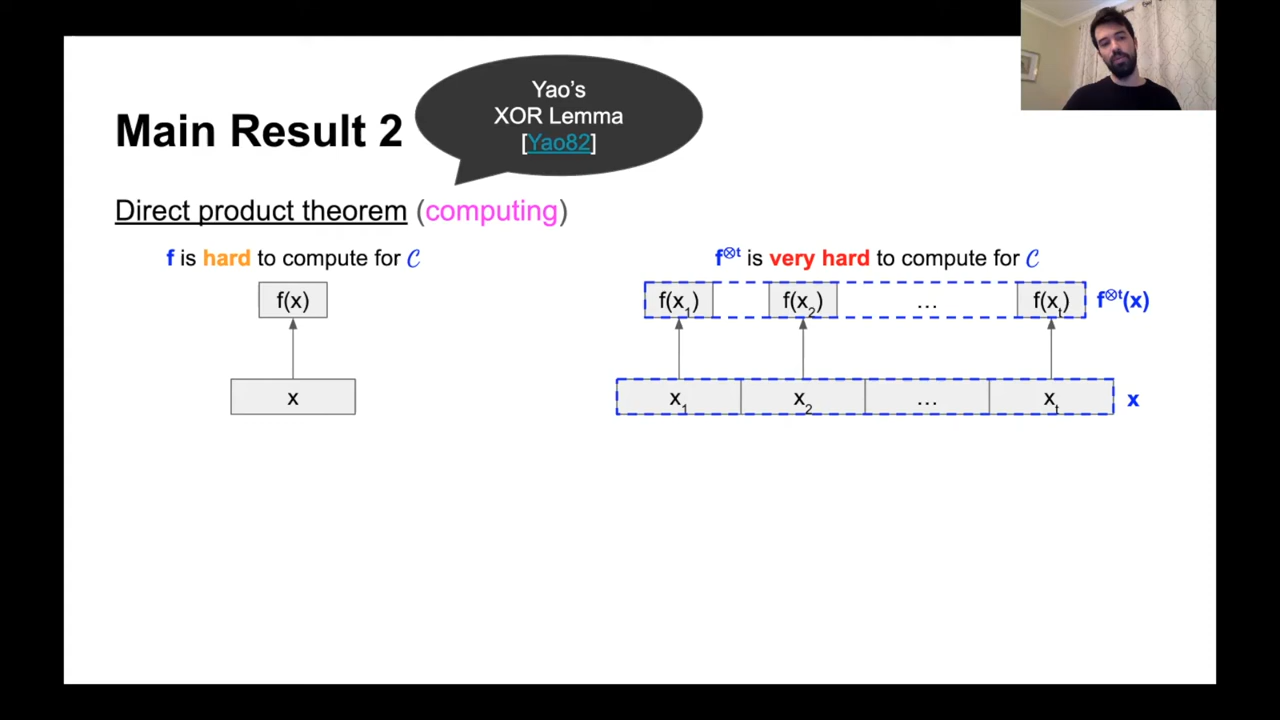 Yao's
XOR Lemma
[Yao82]
Main Result 2
Direct product theorem (computing)
f is hard to compute for 𝒞
f⊗t is very hard to compute for 𝒞
f(x)
f(x₁) f(x₂) … f(xₜ) f⊗t(x)
x
x₁ x₂ … xₜ x